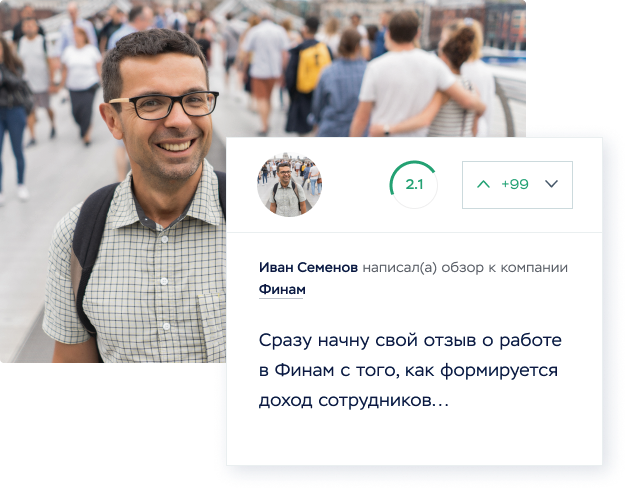 2.1
+99
Иван Семенов написал(а) обзор к компании
Финам
Сразу начну свой отзыв о работе
в Финам с того, как формируется
доход сотрудников...